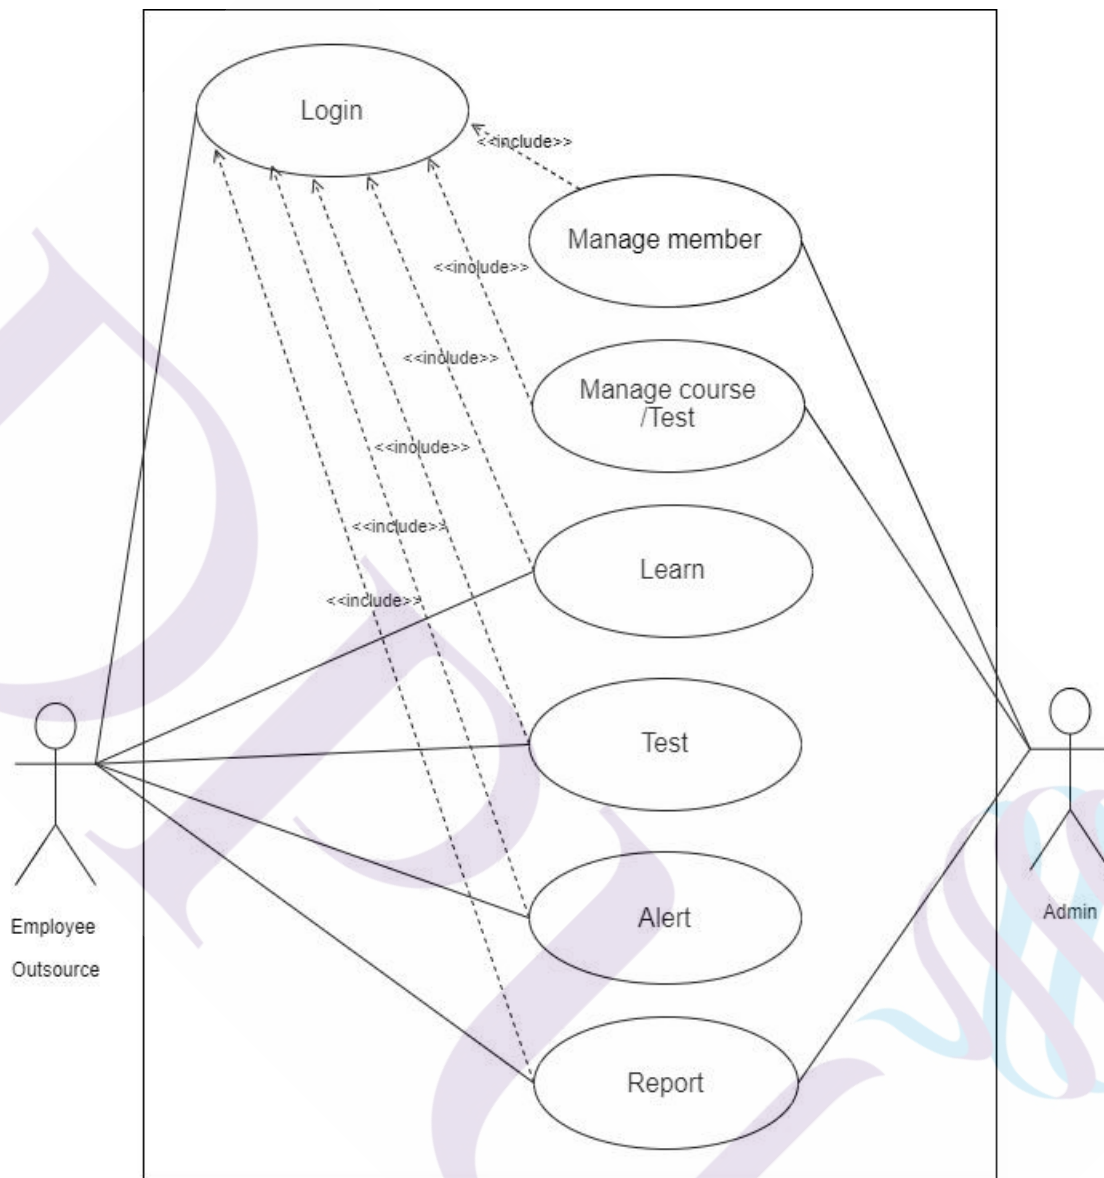 Login
<<include>>
Manage member
<<include>>
Manage course
/Test
<<include>>
<<include>>
<<include>>
Learn
<<include>>
Test
Alert
Admin
Employee
Outsource
Report